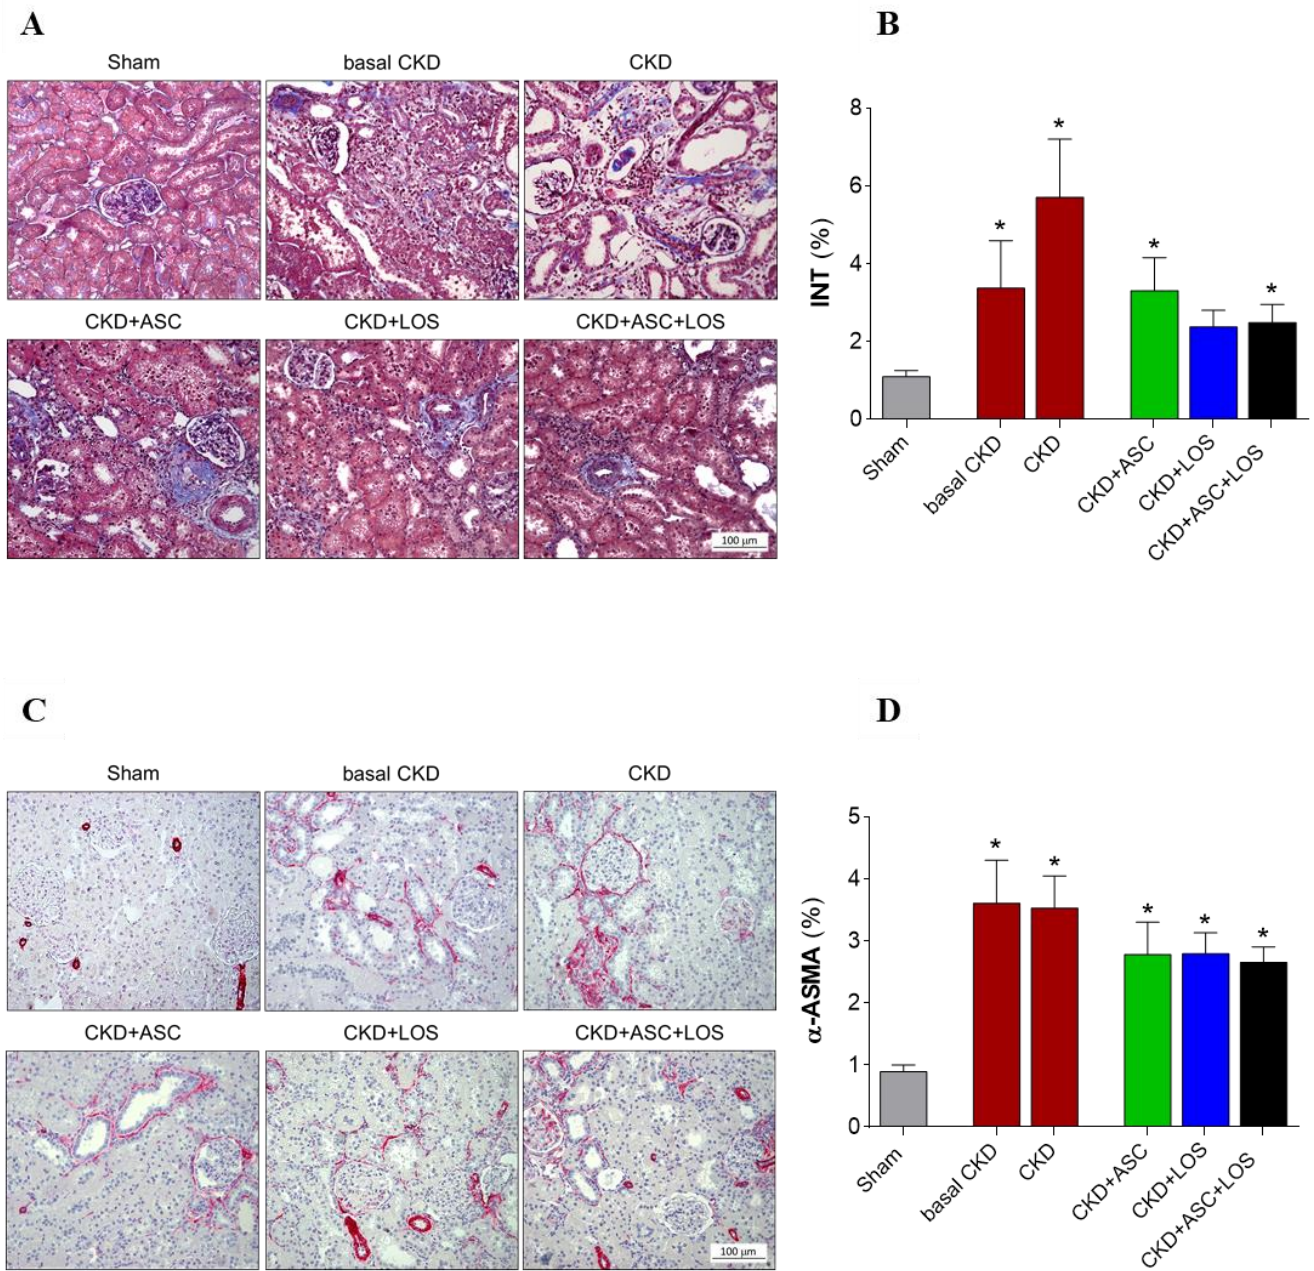 A
Sham
basal CKD
CKD
CKD+ASC
CKD+LOS
CKD+ASC+LOS
100 µm
B
INT (%)
8
6
4
2
0
*
*
*
*
Sham
basal CKD
CKD
CKD+ASC
CKD+LOS
CKD+ASC+LOS
C
Sham
basal CKD
CKD
CKD+ASC
CKD+LOS
CKD+ASC+LOS
100 µm
D
α-ASMA (%)
5
4
3
2
1
0
*
*
*
*
*
Sham
basal CKD
CKD
CKD+ASC
CKD+LOS
CKD+ASC+LOS